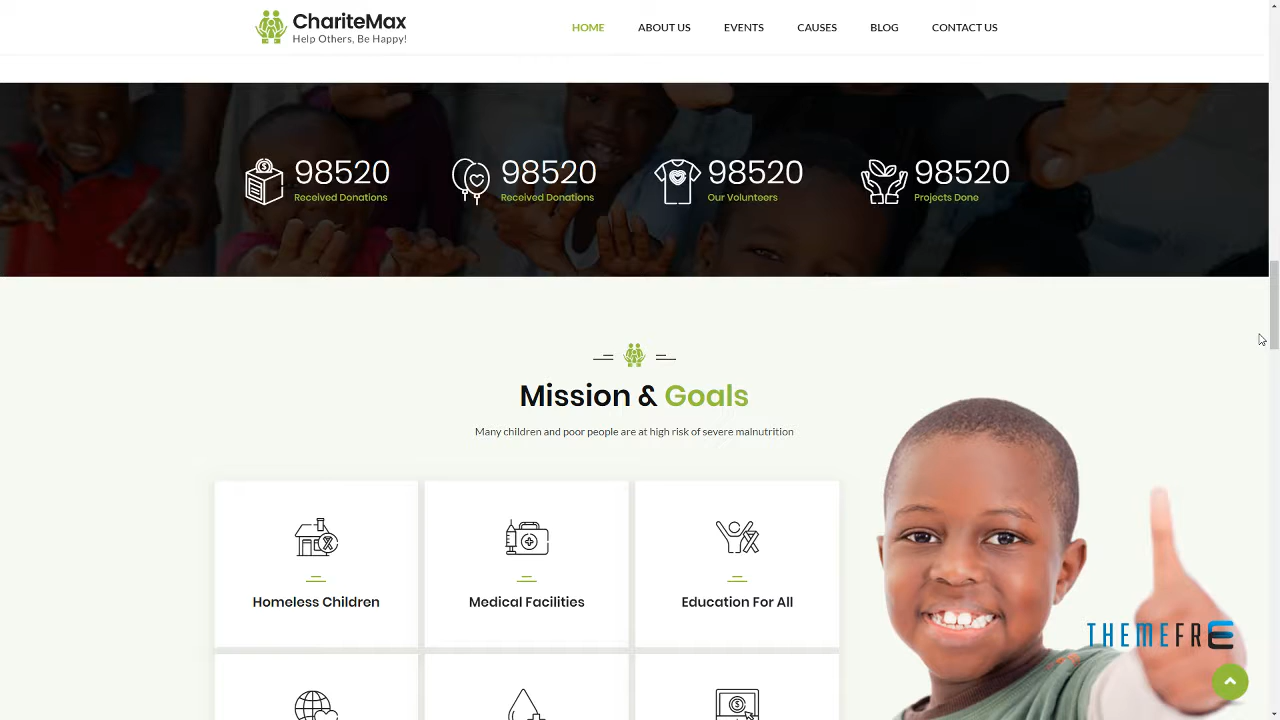 ChariteMax
Help Others, Be Happy!
HOME ABOUT US EVENTS CAUSES BLOG CONTACT US
98520 98520 98520 98520
Received Donations Received Donations Our Volunteers Projects Done
Mission & Goals
Many children and poor people are at high risk of severe malnutrition
Homeless Children Medical Facilities Education For All
THEMEFRE